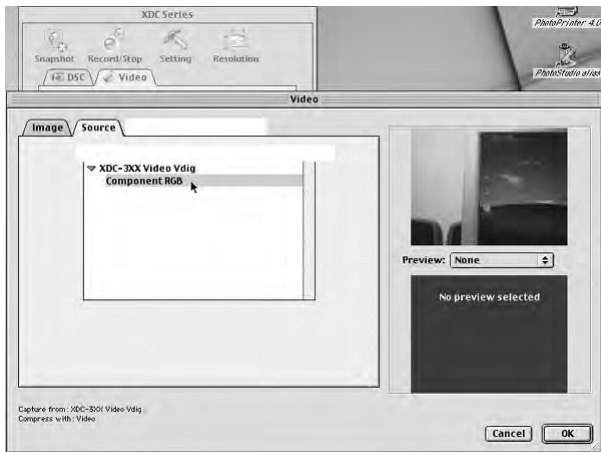 XDC Series
PhotoPrinter 4.0
Snapshot Record/Stop Setting Resolution
PhotoStudio alias
DSC Video
Video
Image Source
XDC-3XX Video Vdig
Component RGB
Preview: None
No preview selected
Capture from: XDC-3XX Video Vdig
Compress with: Video
Cancel OK